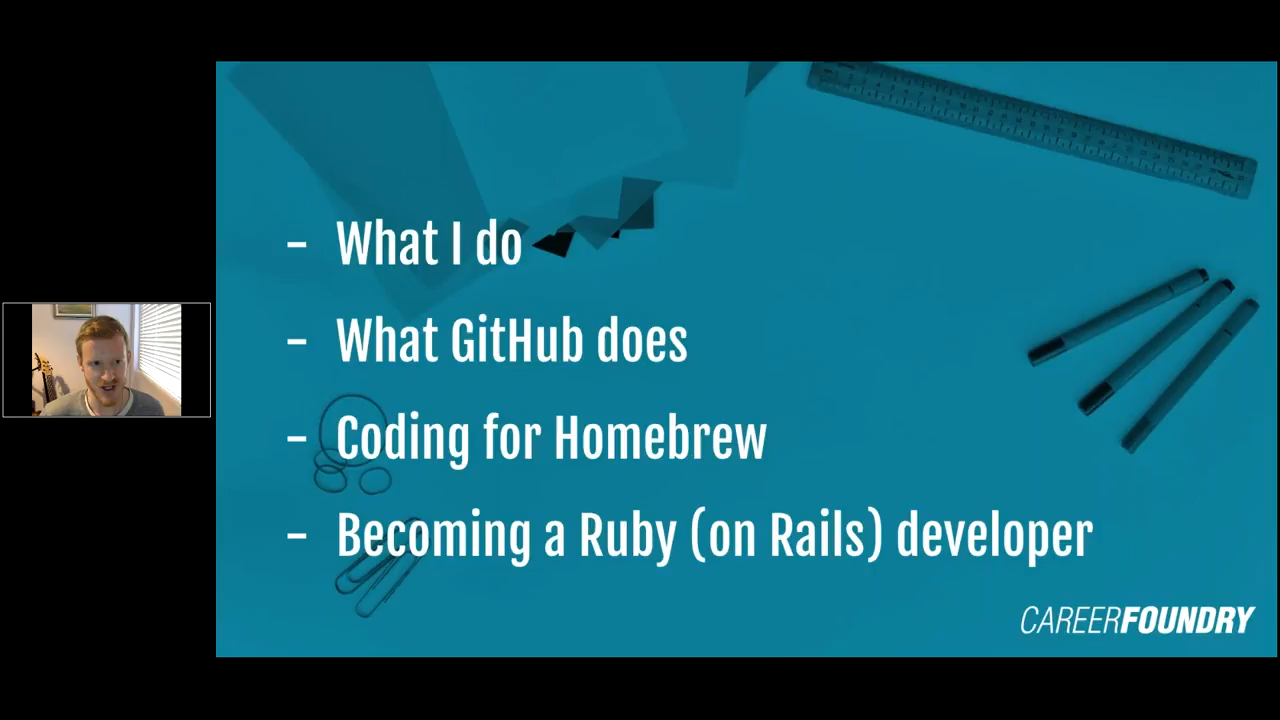 - What I do
- What GitHub does
- Coding for Homebrew
- Becoming a Ruby (on Rails) developer
CAREERFOUNDRY